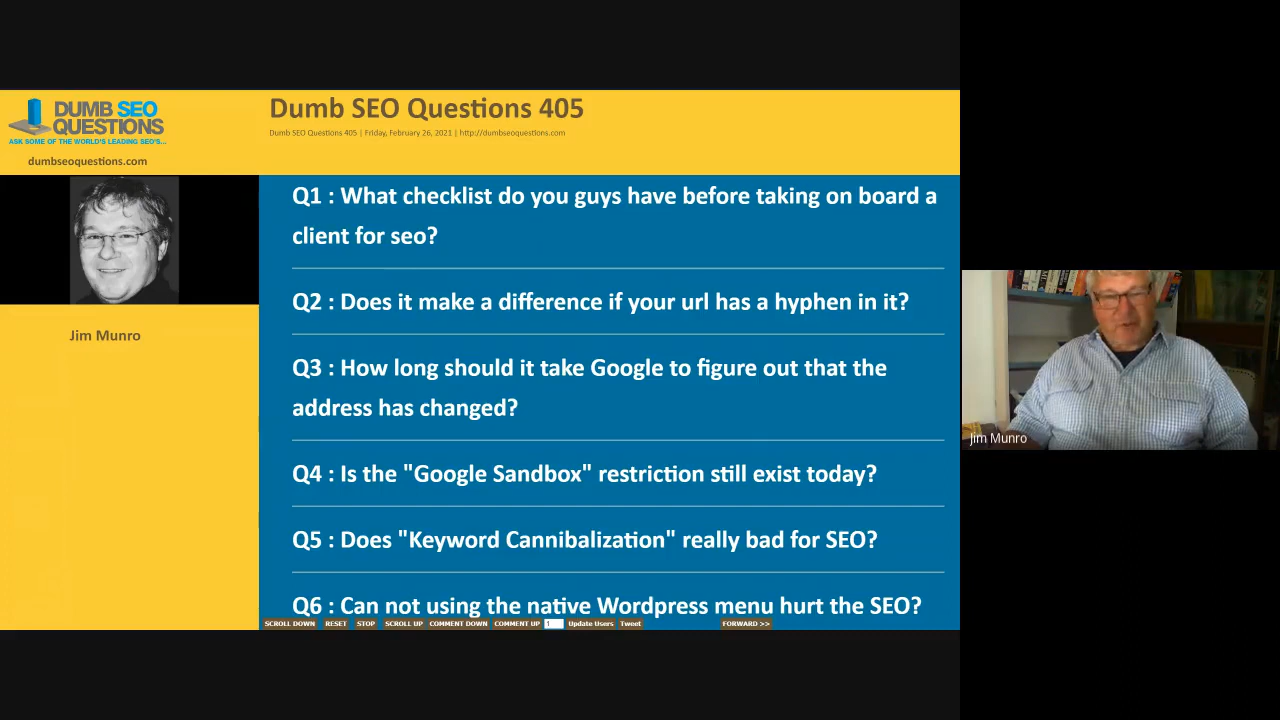 DUMB SEO
QUESTIONS
ASK SOME OF THE WORLD'S LEADING SEO'S...
dumbseoquestions.com
Dumb SEO Questions 405
Dumb SEO Questions 405 | Friday, February 26, 2021 | http://dumbseoquestions.com
Jim Munro
Q1 : What checklist do you guys have before taking on board a
client for seo?
Q2 : Does it make a difference if your url has a hyphen in it?
Q3 : How long should it take Google to figure out that the
address has changed?
Q4 : Is the "Google Sandbox" restriction still exist today?
Q5 : Does "Keyword Cannibalization" really bad for SEO?
Q6 : Can not using the native Wordpress menu hurt the SEO?
SCROLL DOWN RESET STOP SCROLL UP COMMENT DOWN COMMENT UP 1 Update Users Tweet FORWARD >>
Jim Munro